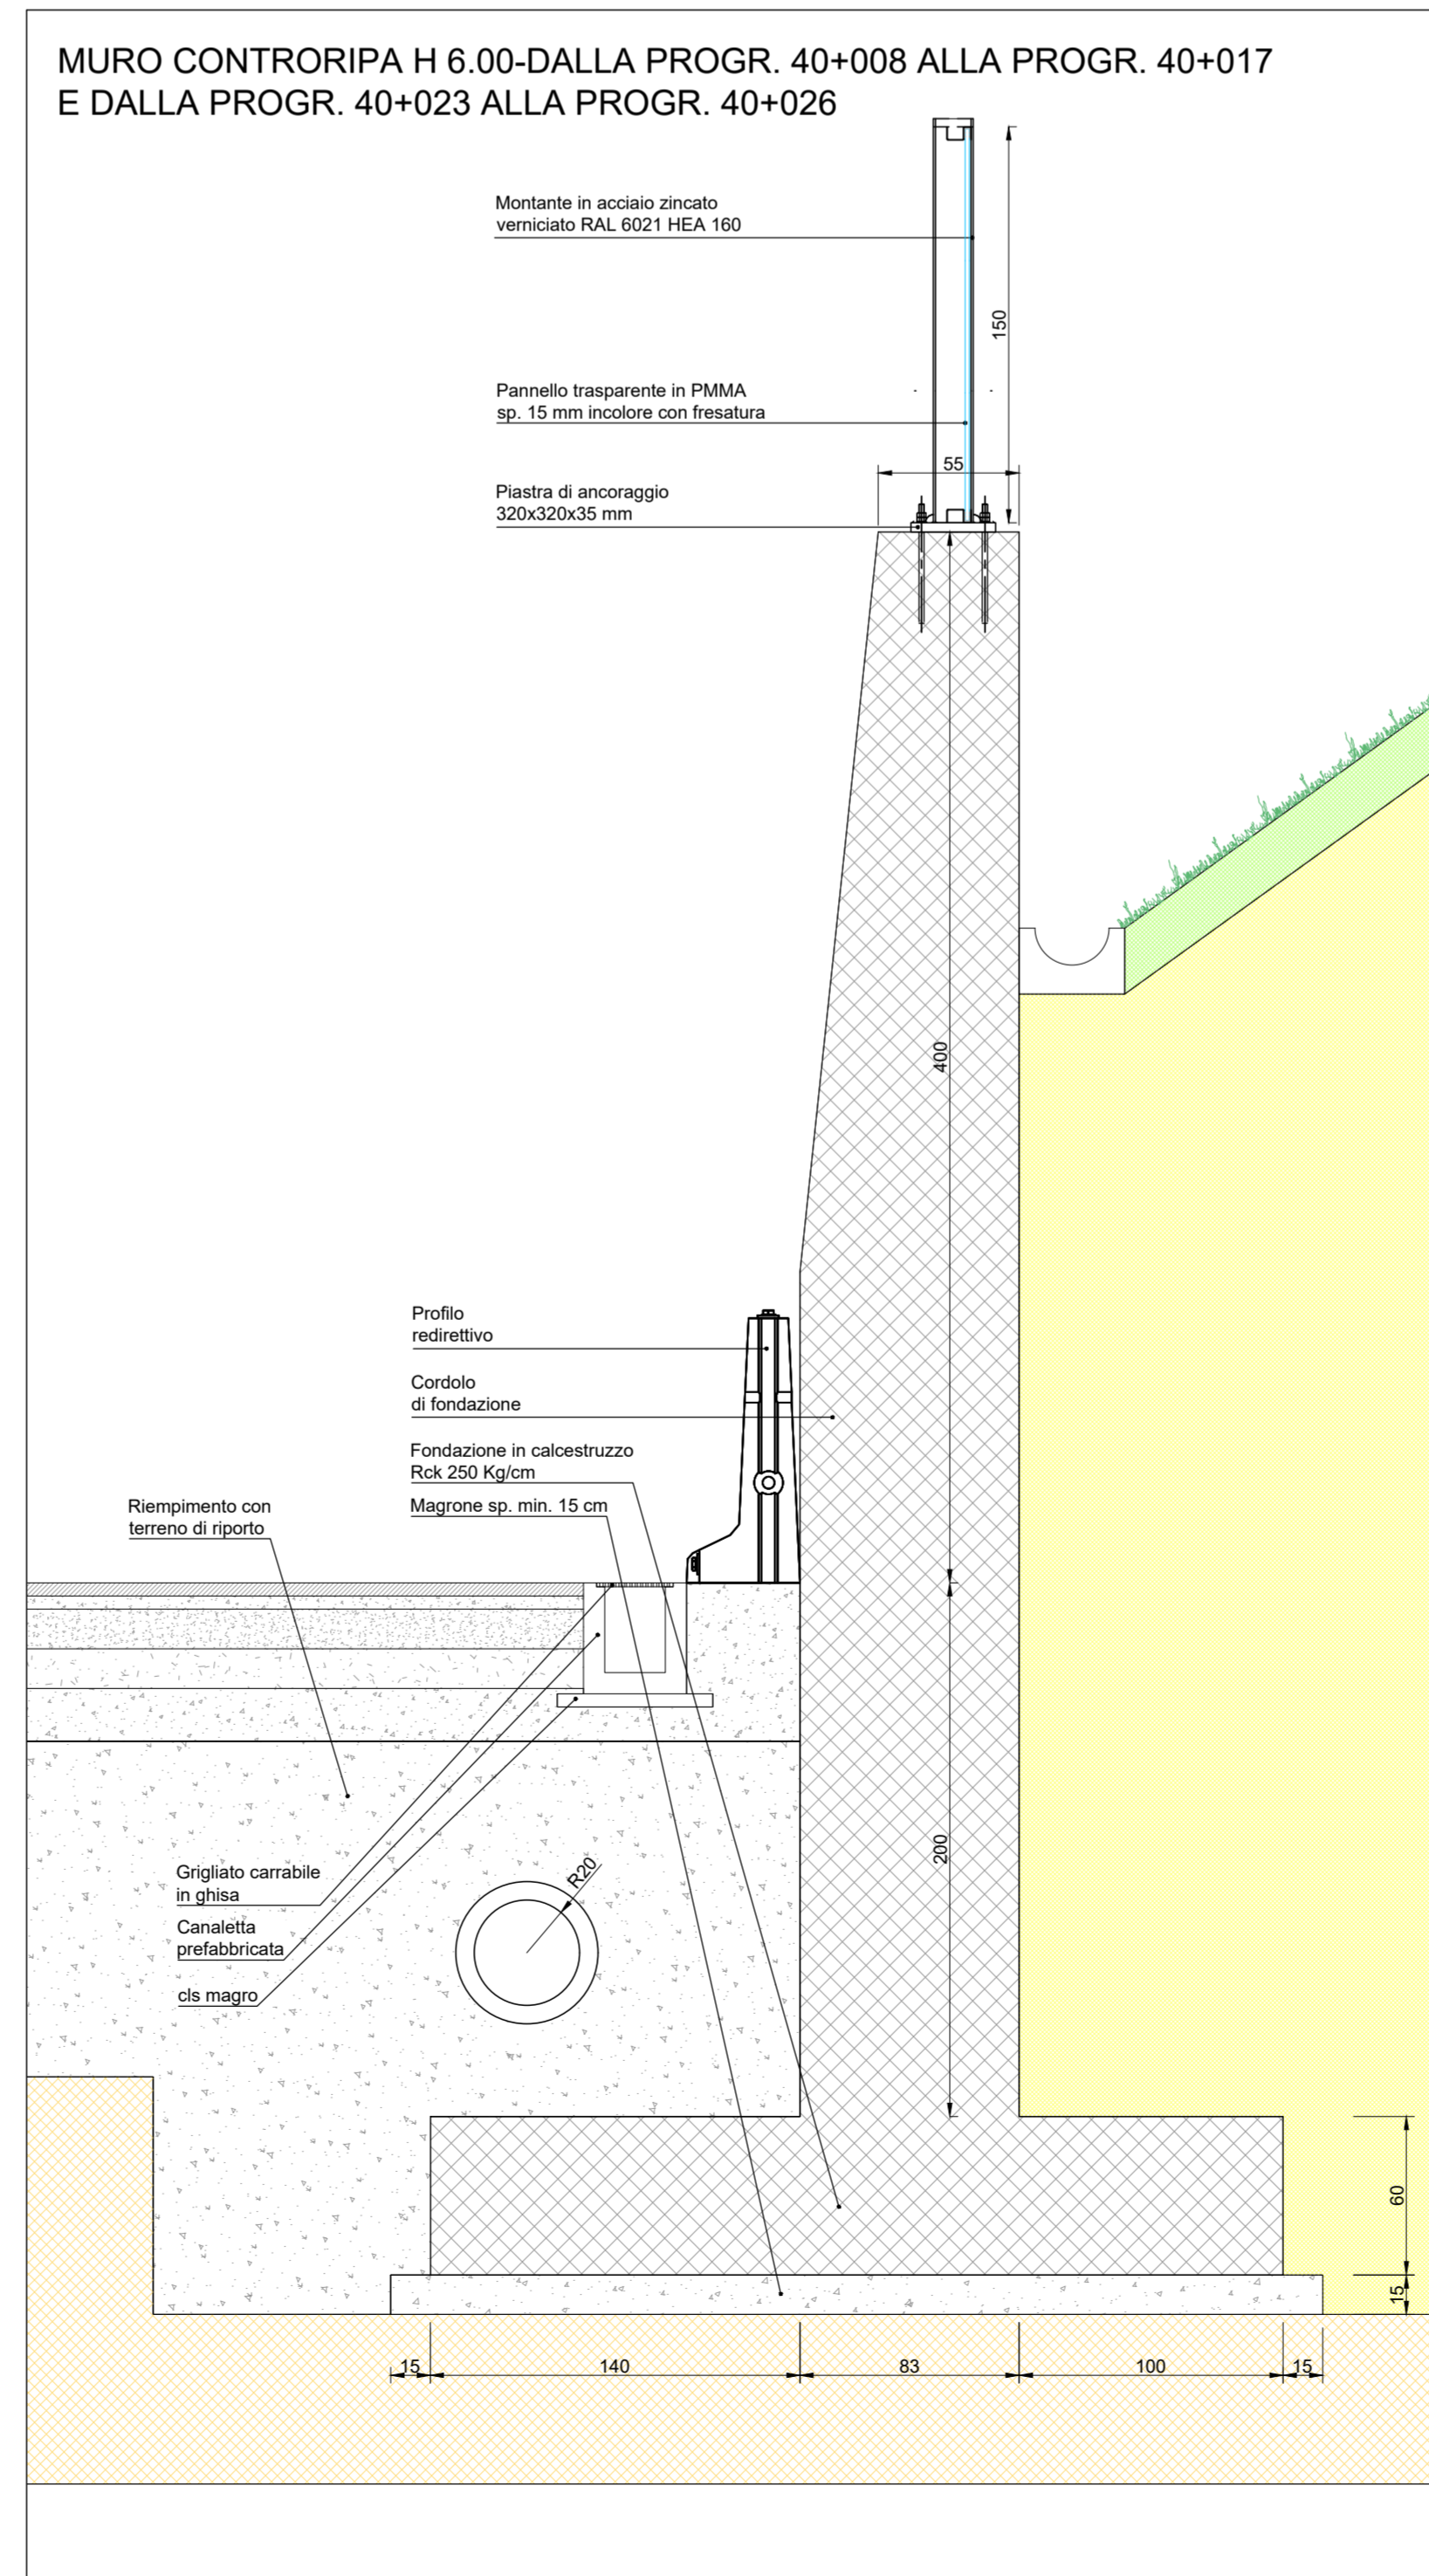 MURO CONTRORIPA H 6.00-DALLA PROGR. 40+008 ALLA PROGR. 40+017
E DALLA PROGR. 40+023 ALLA PROGR. 40+026
Montante in acciaio zincato
verniciato RAL 6021 HEA 160
150
Pannello trasparente in PMMA
sp. 15 mm incolore con fresatura
55
Piastra di ancoraggio
320x320x35 mm
400
Profilo
redirettivo
Cordolo
di fondazione
Fondazione in calcestruzzo
Rck 250 Kg/cm
Magrone sp. min. 15 cm
Riempimento con
terreno di riporto
200
R20
Grigliato carrabile
in ghisa
Canaletta
prefabbricata
cls magro
60
15
15
140
83
100
15